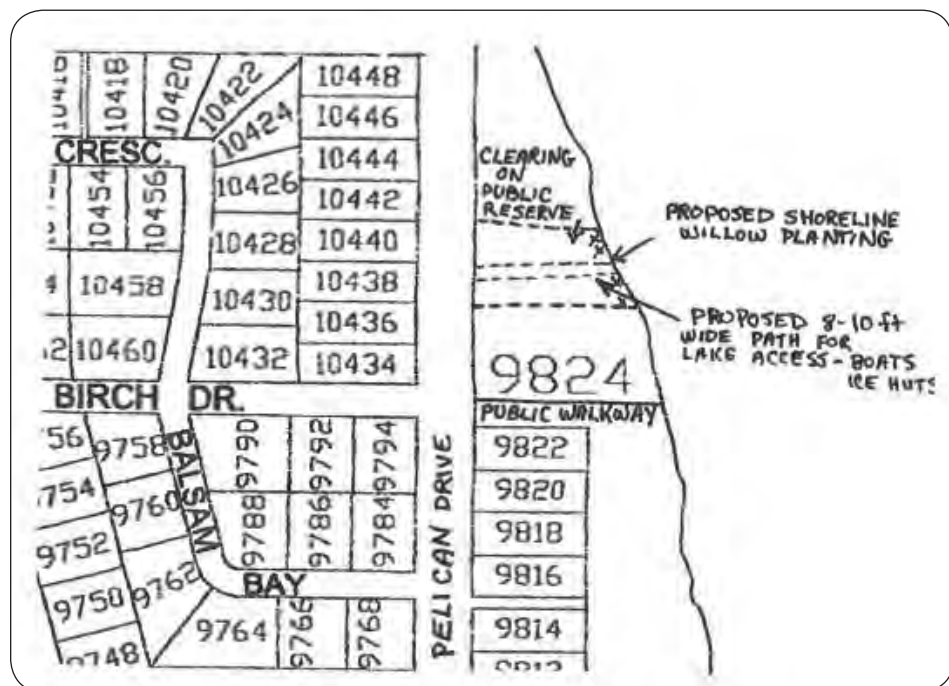 10418
10420
10422
10424
10448
10446
10444
10442
10440
10438
10436
10434
CRESC.
10454
10456
10426
10428
10430
10432
10458
10460
BIRCH DR.
CLEARING
ON
PUBLIC
RESERVE
PROPOSED SHORELINE
WILLOW PLANTING
PROPOSED 8-10 ft
WIDE PATH FOR
LAKE ACCESS - BOATS
ICE HUTS
9824
PUBLIC WALKWAY
9758
9760
9762
BALSAM
BAY
9790
9792
9794
9788
9786
9784
PELICAN DRIVE
9822
9820
9818
9816
9814
9754
9752
9750
9748
9764
9766
9768